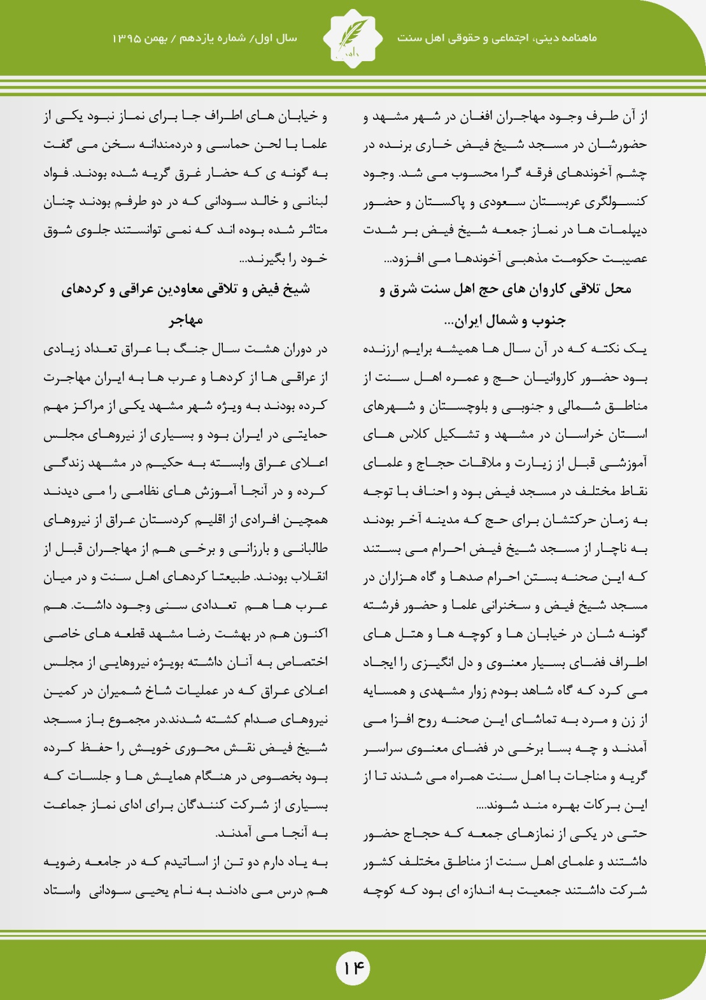 ماهنامه دینی، اجتماعی و حقوقی اهل سنت
سال اول/ شماره یازدهم / بهمن ۱۳۹۵
از آن طرف وجود مهاجران افغان در شهر مشهد و
حضورشان در مسجد شیخ فیض خاری برنده در
چشم آخوندهای فرقه گرا محسوب می شد. وجود
کنسولگری عربستان سعودی و پاکستان و حضور
دیپلمات ها در نماز جمعه شیخ فیض بر شدت
عصبیت حکومت مذهبی آخوندها می افزود...
محل تلاقی کاروان های حج اهل سنت شرق و
جنوب و شمال ایران...
یک نکته که در آن سال ها همیشه برایم ارزنده
بود حضور کاروانیان حج و عمره اهل سنت از
مناطق شمالی و جنوبی و بلوچستان و شهرهای
استان خراسان در مشهد و تشکیل کلاس های
آموزشی قبل از زیارت و ملاقات حجاج و علمای
نقاط مختلف در مسجد فیض بود و احناف با توجه
به زمان حرکتشان برای حج که مدینه آخر بودند
به ناچار از مسجد شیخ فیض احرام می بستند
که این صحنه بستن احرام صدها و گاه هزاران در
مسجد شیخ فیض و سخنرانی علما و حضور فرشته
گونه شان در خیابان ها و کوچه ها و هتل های
اطراف فضای بسیار معنوی و دل انگیزی را ایجاد
می کرد که گاه شاهد بودم زوار مشهدی و همسایه
از زن و مرد به تماشای این صحنه روح افزا می
آمدند و چه بسا برخی در فضای معنوی سراسر
گریه و مناجات با اهل سنت همراه می شدند تا از
این برکات بهره مند شوند....
حتی در یکی از نمازهای جمعه که حجاج حضور
داشتند و علمای اهل سنت از مناطق مختلف کشور
شرکت داشتند جمعیت به اندازه ای بود که کوچه
و خیابان های اطراف جا برای نماز نبود یکی از
علما با لحن حماسی و دردمندانه سخن می گفت
به گونه ی که حضار غرق گریه شده بودند. فواد
لبنانی و خالد سودانی که در دو طرفم بودند چنان
متاثر شده بوده اند که نمی توانستند جلوی شوق
خود را بگیرند...
شیخ فیض و تلاقی معاودین عراقی و کردهای
مهاجر
در دوران هشت سال جنگ با عراق تعداد زیادی
از عراقی ها از کردها و عرب ها به ایران مهاجرت
کرده بودند به ویژه شهر مشهد یکی از مراکز مهم
حمایتی در ایران بود و بسیاری از نیروهای مجلس
اعلای عراق وابسته به حکیم در مشهد زندگی
کرده و در آنجا آموزش های نظامی را می دیدند
همچین افرادی از اقلیم کردستان عراق از نیروهای
طالبانی و بارزانی و برخی هم از مهاجران قبل از
انقلاب بودند. طبیعتا کردهای اهل سنت و در میان
عرب ها هم تعدادی سنی وجود داشت. هم
اکنون هم در بهشت رضا مشهد قطعه های خاصی
اختصاص به آنان داشته بویژه نیروهایی از مجلس
اعلای عراق که در عملیات شاخ شمیران در کمین
نیروهای صدام کشته شدند.در مجموع باز مسجد
شیخ فیض نقش محوری خویش را حفظ کرده
بود بخصوص در هنگام همایش ها و جلسات که
بسیاری از شرکت کنندگان برای ادای نماز جماعت
به آنجا می آمدند.
به یاد دارم دو تن از اساتیدم که در جامعه رضویه
هم درس می دادند به نام یحیی سودانی واستاد
۱۴